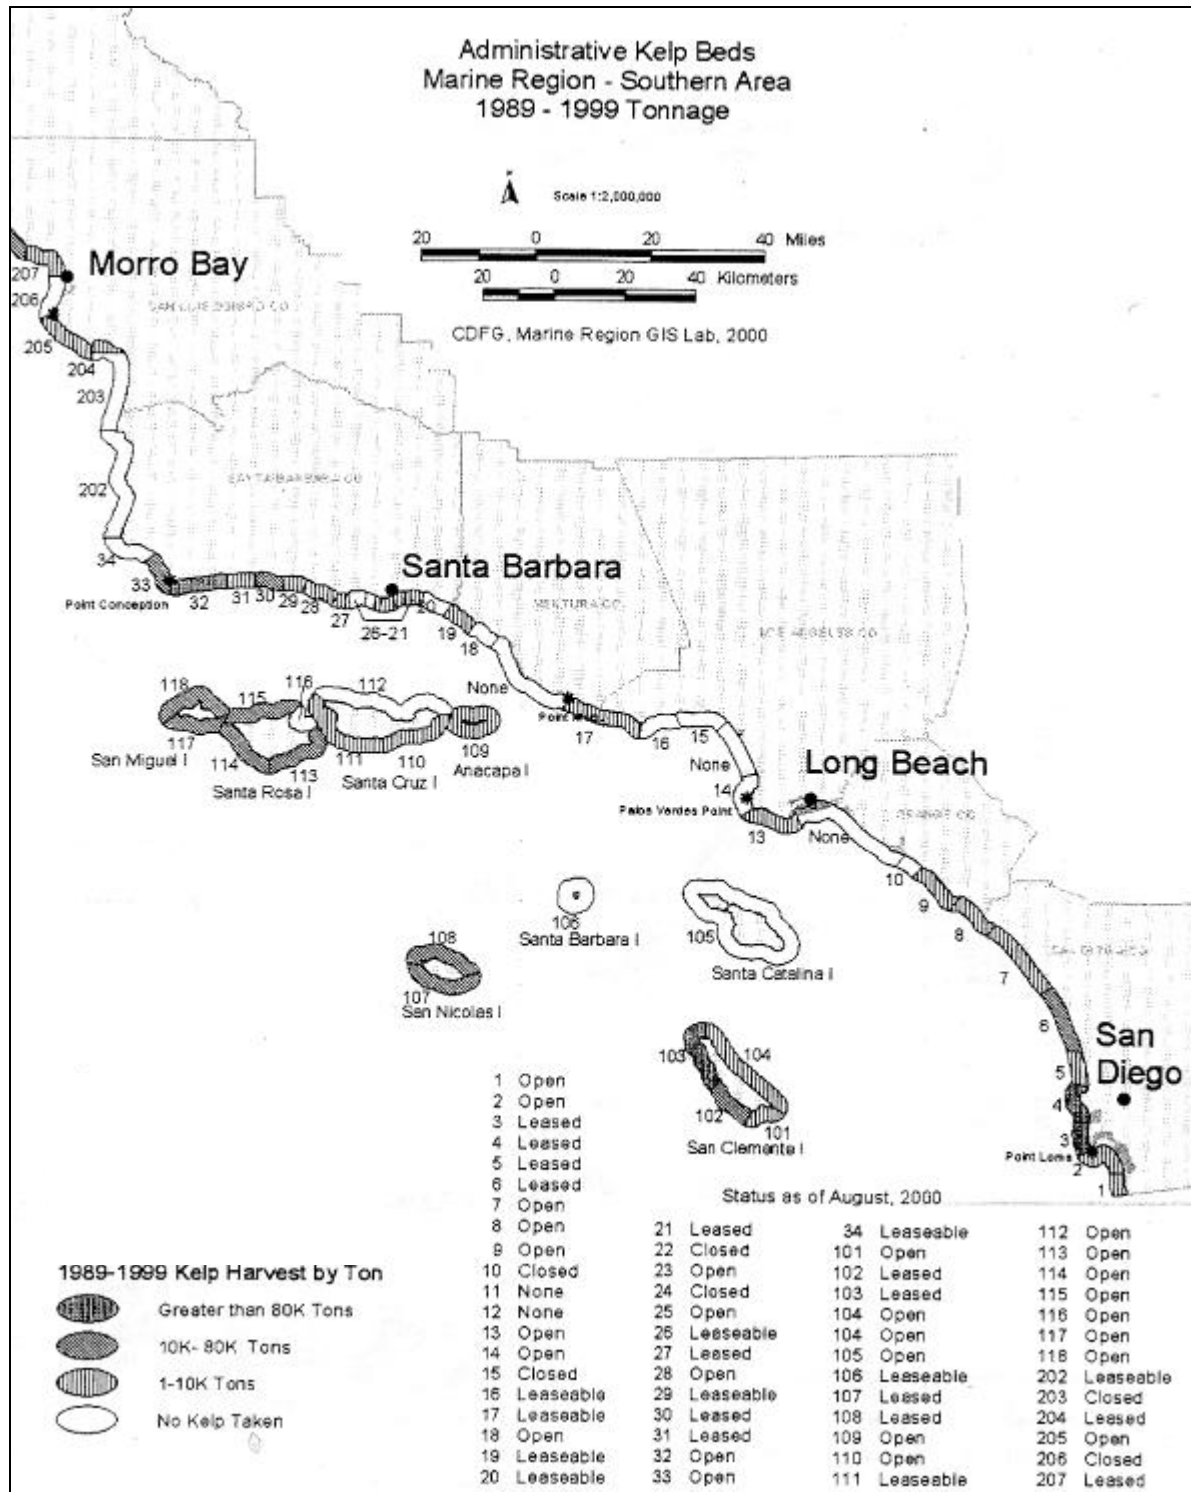 Administrative Kelp Beds
Marine Region - Southern Area
1989 - 1999 Tonnage
N
Scale 1:2,000,000
20 0 20 40 Miles
20 0 20 40 Kilometers
CDFG, Marine Region GIS Lab, 2000
207
Morro Bay
206
205
204
203
202
SANTA BARBARA CO
34
33
Point Conception
32
31
30
29
28
27
26-21
Santa Barbara
20
19
18
None
VENTURA CO
LOS ANGELES CO
17
16
15
None
14
Palos Verdes Point
13
Long Beach
None
ORANGE CO
10
9
8
7
6
San
Diego
5
4
3
Point Loma
2
1
118
117
San Miguel I
115
116
114
113
Santa Rosa I
112
111
110
Santa Cruz I
109
Anacapa I
106
Santa Barbara I
105
Santa Catalina I
108
107
San Nicolas I
103
104
102
101
San Clemente I
Status as of August, 2000
1 Open
2 Open
3 Leased
4 Leased
5 Leased
6 Leased
7 Open
8 Open
9 Open
10 Closed
11 None
12 None
13 Open
14 Open
15 Closed
16 Leaseable
17 Leaseable
18 Open
19 Leaseable
20 Leaseable
21 Leased
22 Closed
23 Open
24 Closed
25 Open
26 Leaseable
27 Leased
28 Open
29 Leaseable
30 Leased
31 Leased
32 Open
33 Open
34 Leaseable
101 Open
102 Leased
103 Leased
104 Open
104 Open
105 Open
106 Leaseable
107 Leased
108 Leased
109 Open
110 Open
111 Leaseable
112 Open
113 Open
114 Open
115 Open
116 Open
117 Open
118 Open
202 Leaseable
203 Closed
204 Leased
205 Open
206 Closed
207 Leased
1989-1999 Kelp Harvest by Ton
Greater than 80K Tons
10K- 80K Tons
1-10K Tons
No Kelp Taken